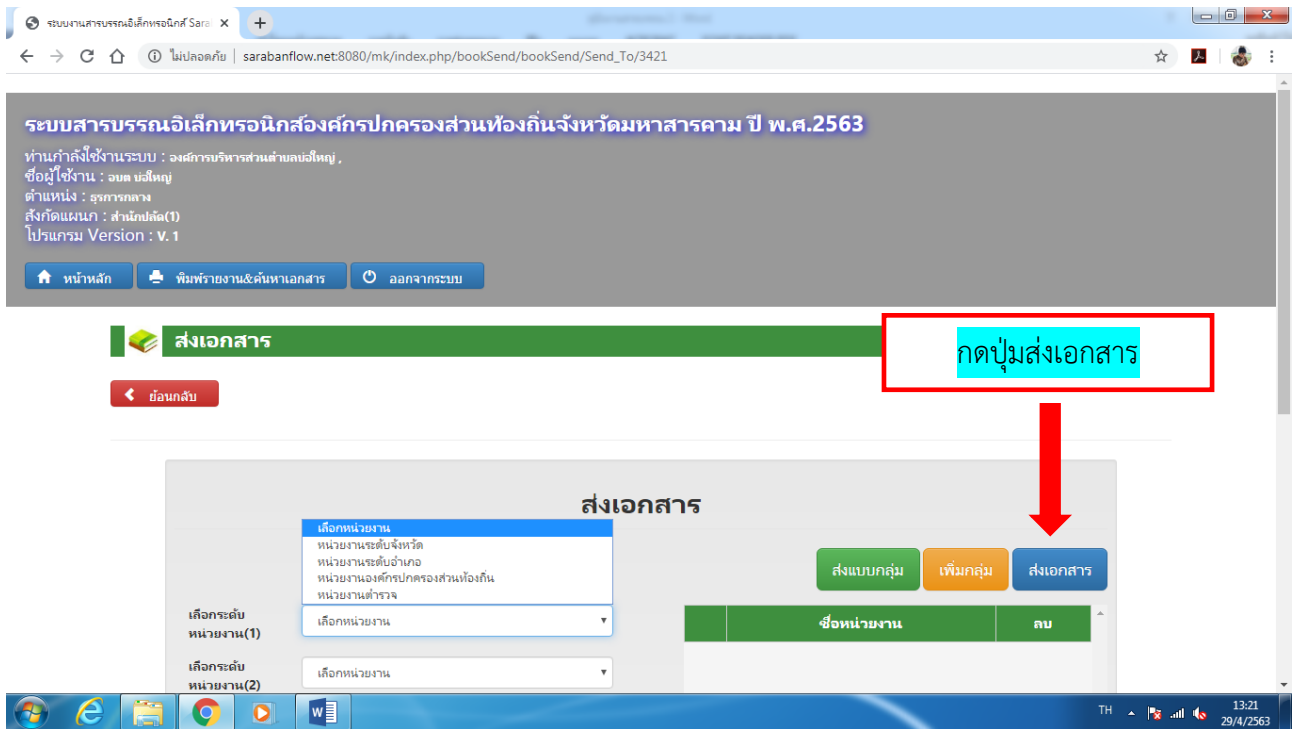 ระบบงานสารบรรณอิเล็กทรอนิกส์ Sara
ไม่ปลอดภัย | sarabanflow.net:8080/mk/index.php/bookSend/bookSend/Send_To/3421
ระบบสารบรรณอิเล็กทรอนิกส์องค์กรปกครองส่วนท้องถิ่นจังหวัดมหาสารคาม ปี พ.ศ.2563
ท่านกำลังใช้งานระบบ : องค์การบริหารส่วนตำบลบ่อใหญ่ ,
ชื่อผู้ใช้งาน : อบต บ่อใหญ่
ตำแหน่ง : ธุรการกลาง
สังกัดแผนก : สำนักปลัด(1)
โปรแกรม Version : V. 1
หน้าหลัก
พิมพ์รายงาน&ค้นหาเอกสาร
ออกจากระบบ
ส่งเอกสาร
กดปุ่มส่งเอกสาร
ย้อนกลับ
ส่งเอกสาร
เลือกหน่วยงาน
หน่วยงานระดับจังหวัด
หน่วยงานระดับอำเภอ
หน่วยงานองค์กรปกครองส่วนท้องถิ่น
หน่วยงานตำรวจ
ส่งแบบกลุ่ม
เพิ่มกลุ่ม
ส่งเอกสาร
เลือกระดับ
หน่วยงาน(1)
เลือกหน่วยงาน
ชื่อหน่วยงาน
ลบ
เลือกระดับ
หน่วยงาน(2)
เลือกหน่วยงาน
TH
13:21
29/4/2563